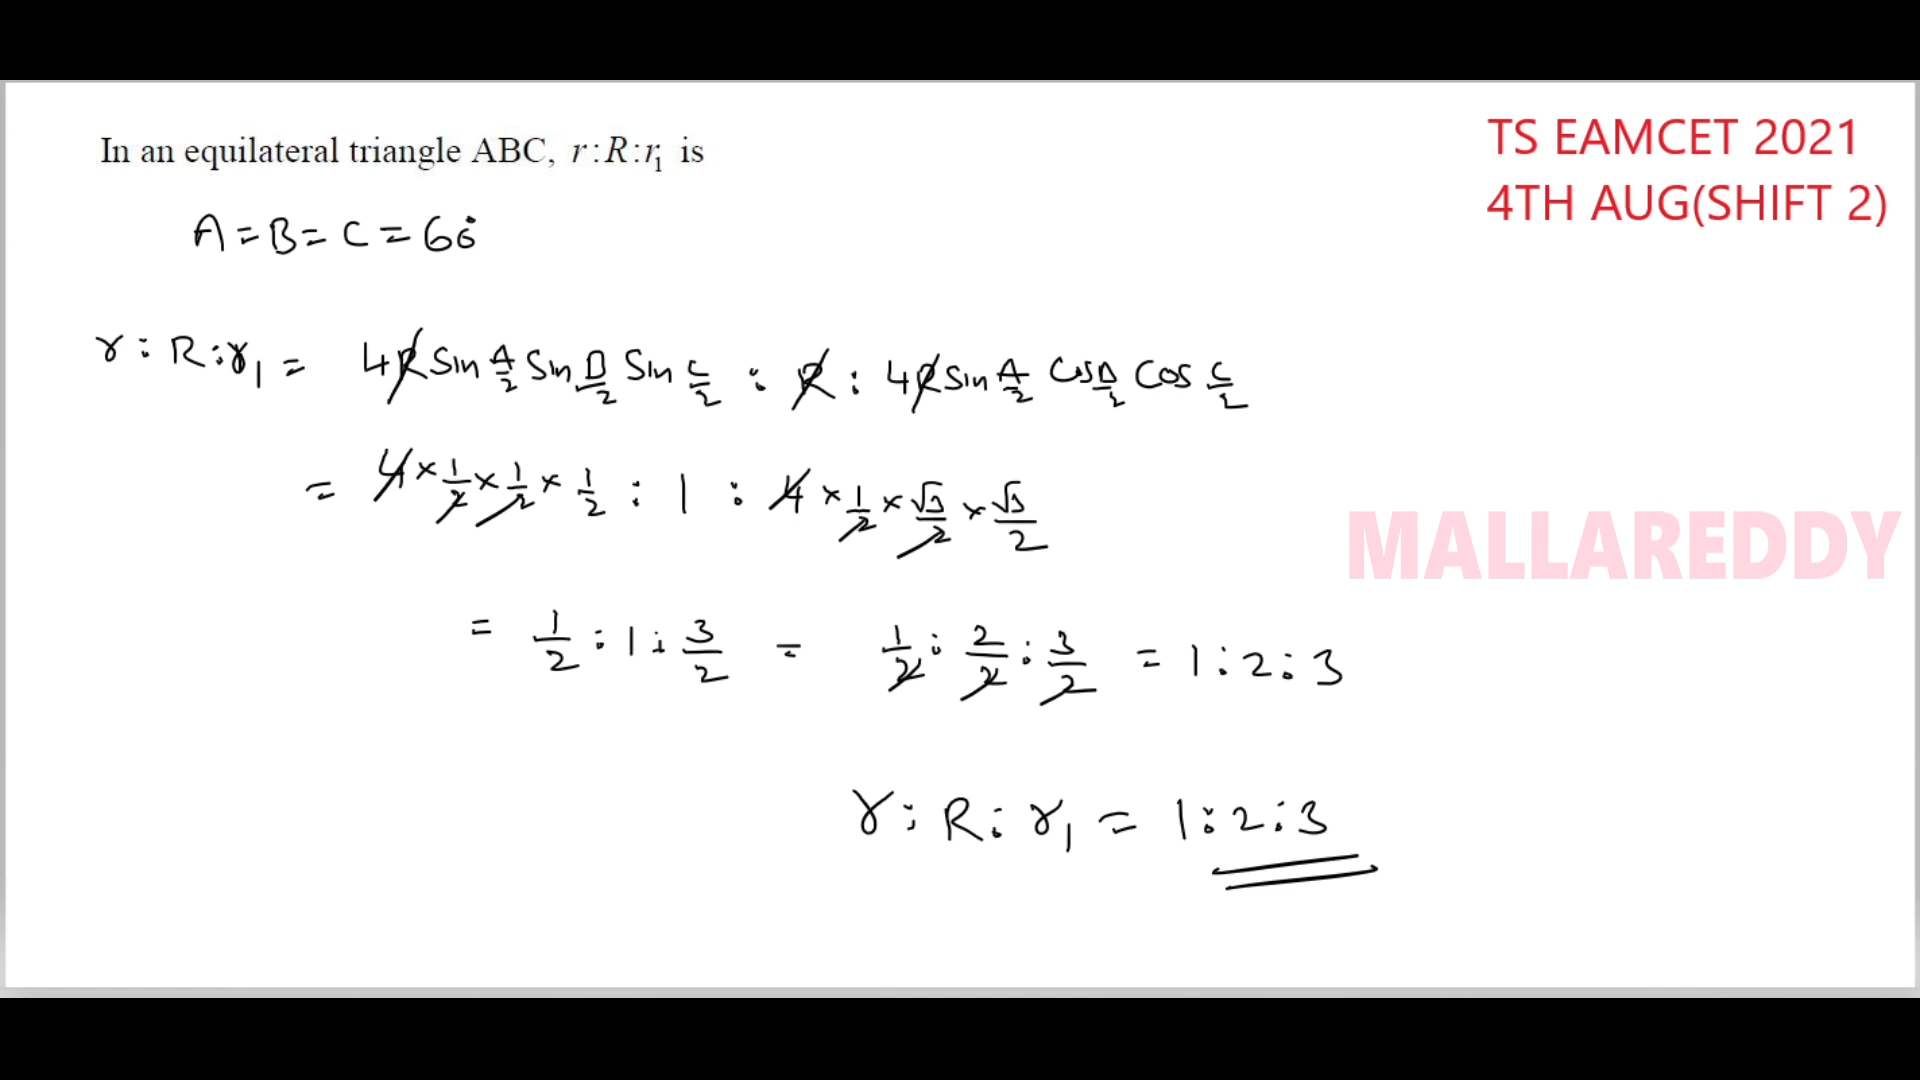 In an equilateral triangle ABC, r : R : r₁ is
TS EAMCET 2021
4TH AUG(SHIFT 2)
A = B = C = 60°
r : R : r₁ = 4R Sin A/2 Sin B/2 Sin C/2 : R : 4R Sin A/2 Cos B/2 Cos C/2
= 4 × 1/2 × 1/2 × 1/2 : 1 : 4 × 1/2 × √3/2 × √3/2
MALLAREDDY
= 1/2 : 1 : 3/2 = 1/2 : 2/2 : 3/2 = 1 : 2 : 3
r : R : r₁ = 1 : 2 : 3